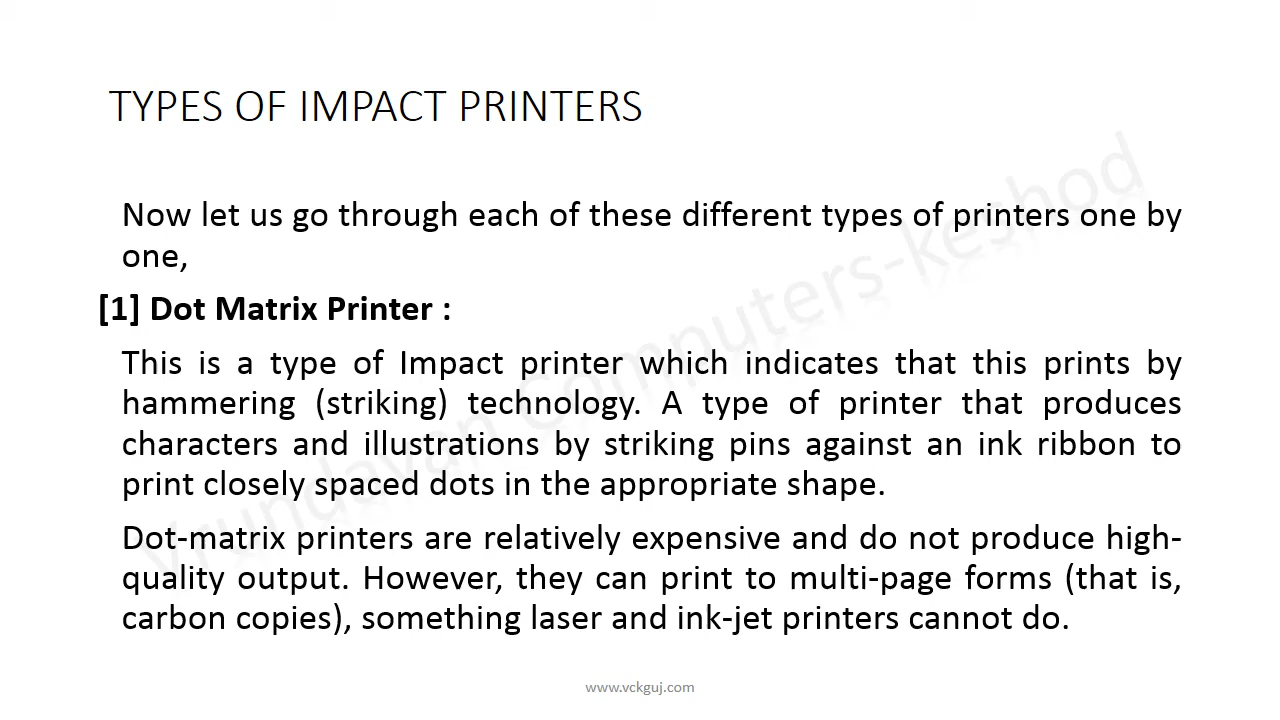 TYPES OF IMPACT PRINTERS
Now let us go through each of these different types of printers one by
one,
[1] Dot Matrix Printer :
This is a type of Impact printer which indicates that this prints by
hammering (striking) technology. A type of printer that produces
characters and illustrations by striking pins against an ink ribbon to
print closely spaced dots in the appropriate shape.
Dot-matrix printers are relatively expensive and do not produce high-
quality output. However, they can print to multi-page forms (that is,
carbon copies), something laser and ink-jet printers cannot do.
Vrundavan Computers-keshod
www.vckguj.com